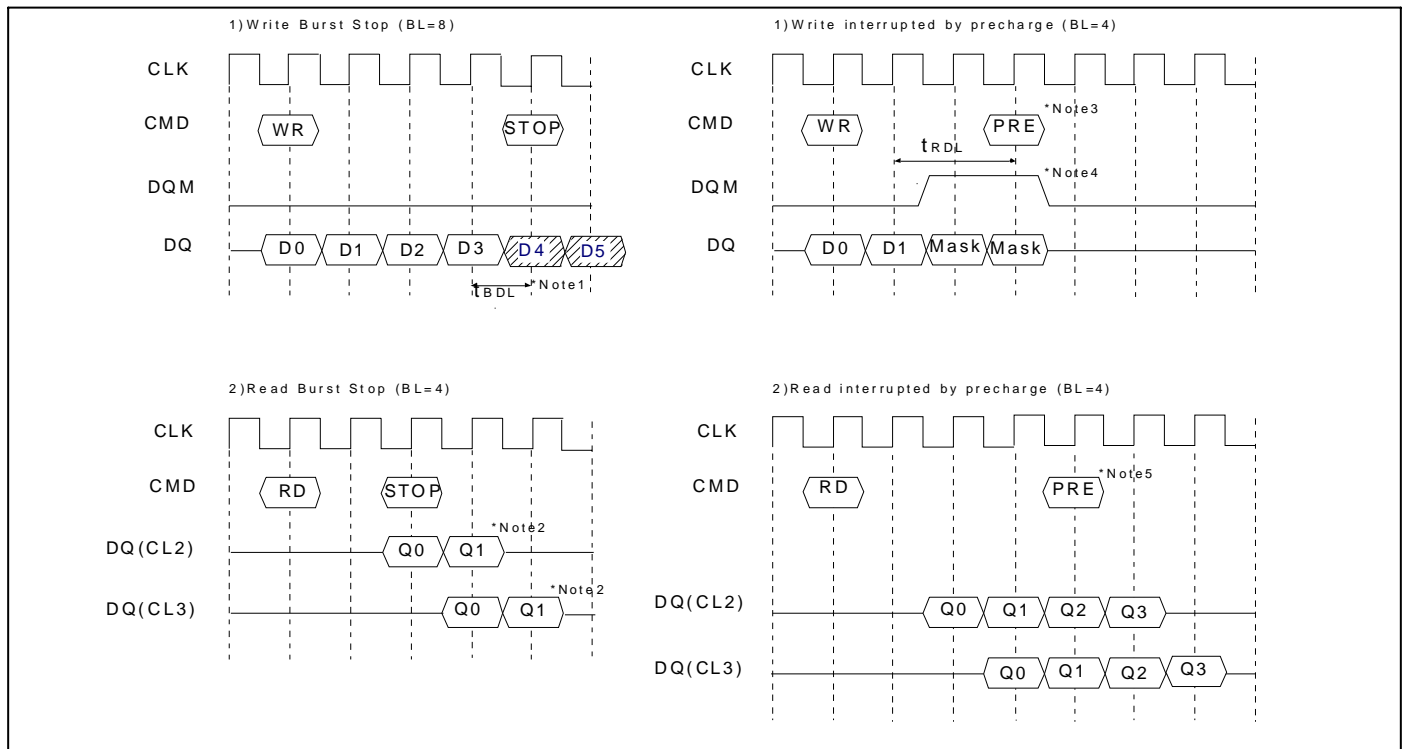 1)Write Burst Stop (BL=8)
CLK
CMD WR STOP
DQM
DQ D0 D1 D2 D3 D4 D5
tBDL *Note1
1)Write interrupted by precharge (BL=4)
CLK
CMD WR PRE *Note3
tRDL
DQM *Note4
DQ D0 D1 Mask Mask
2)Read Burst Stop (BL=4)
CLK
CMD RD STOP
DQ(CL2) Q0 Q1 *Note2
DQ(CL3) Q0 Q1 *Note2
2)Read interrupted by precharge (BL=4)
CLK
CMD RD PRE *Note5
DQ(CL2) Q0 Q1 Q2 Q3
DQ(CL3) Q0 Q1 Q2 Q3